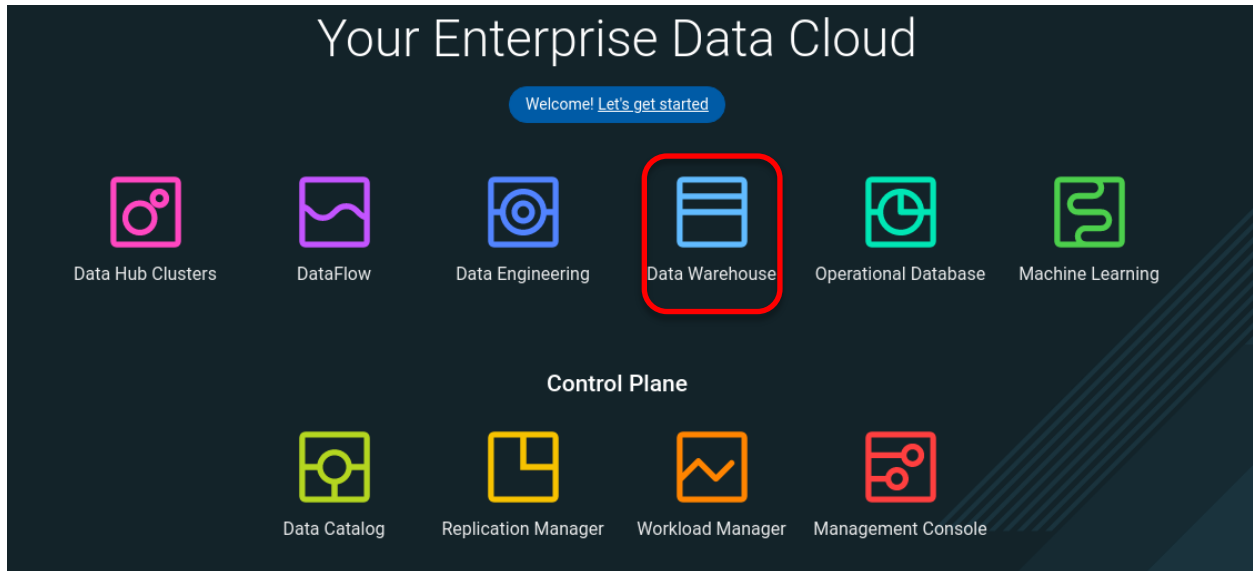 Your Enterprise Data Cloud
Welcome! Let's get started
Data Hub Clusters
DataFlow
Data Engineering
Data Warehouse
Operational Database
Machine Learning
Control Plane
Data Catalog
Replication Manager
Workload Manager
Management Console